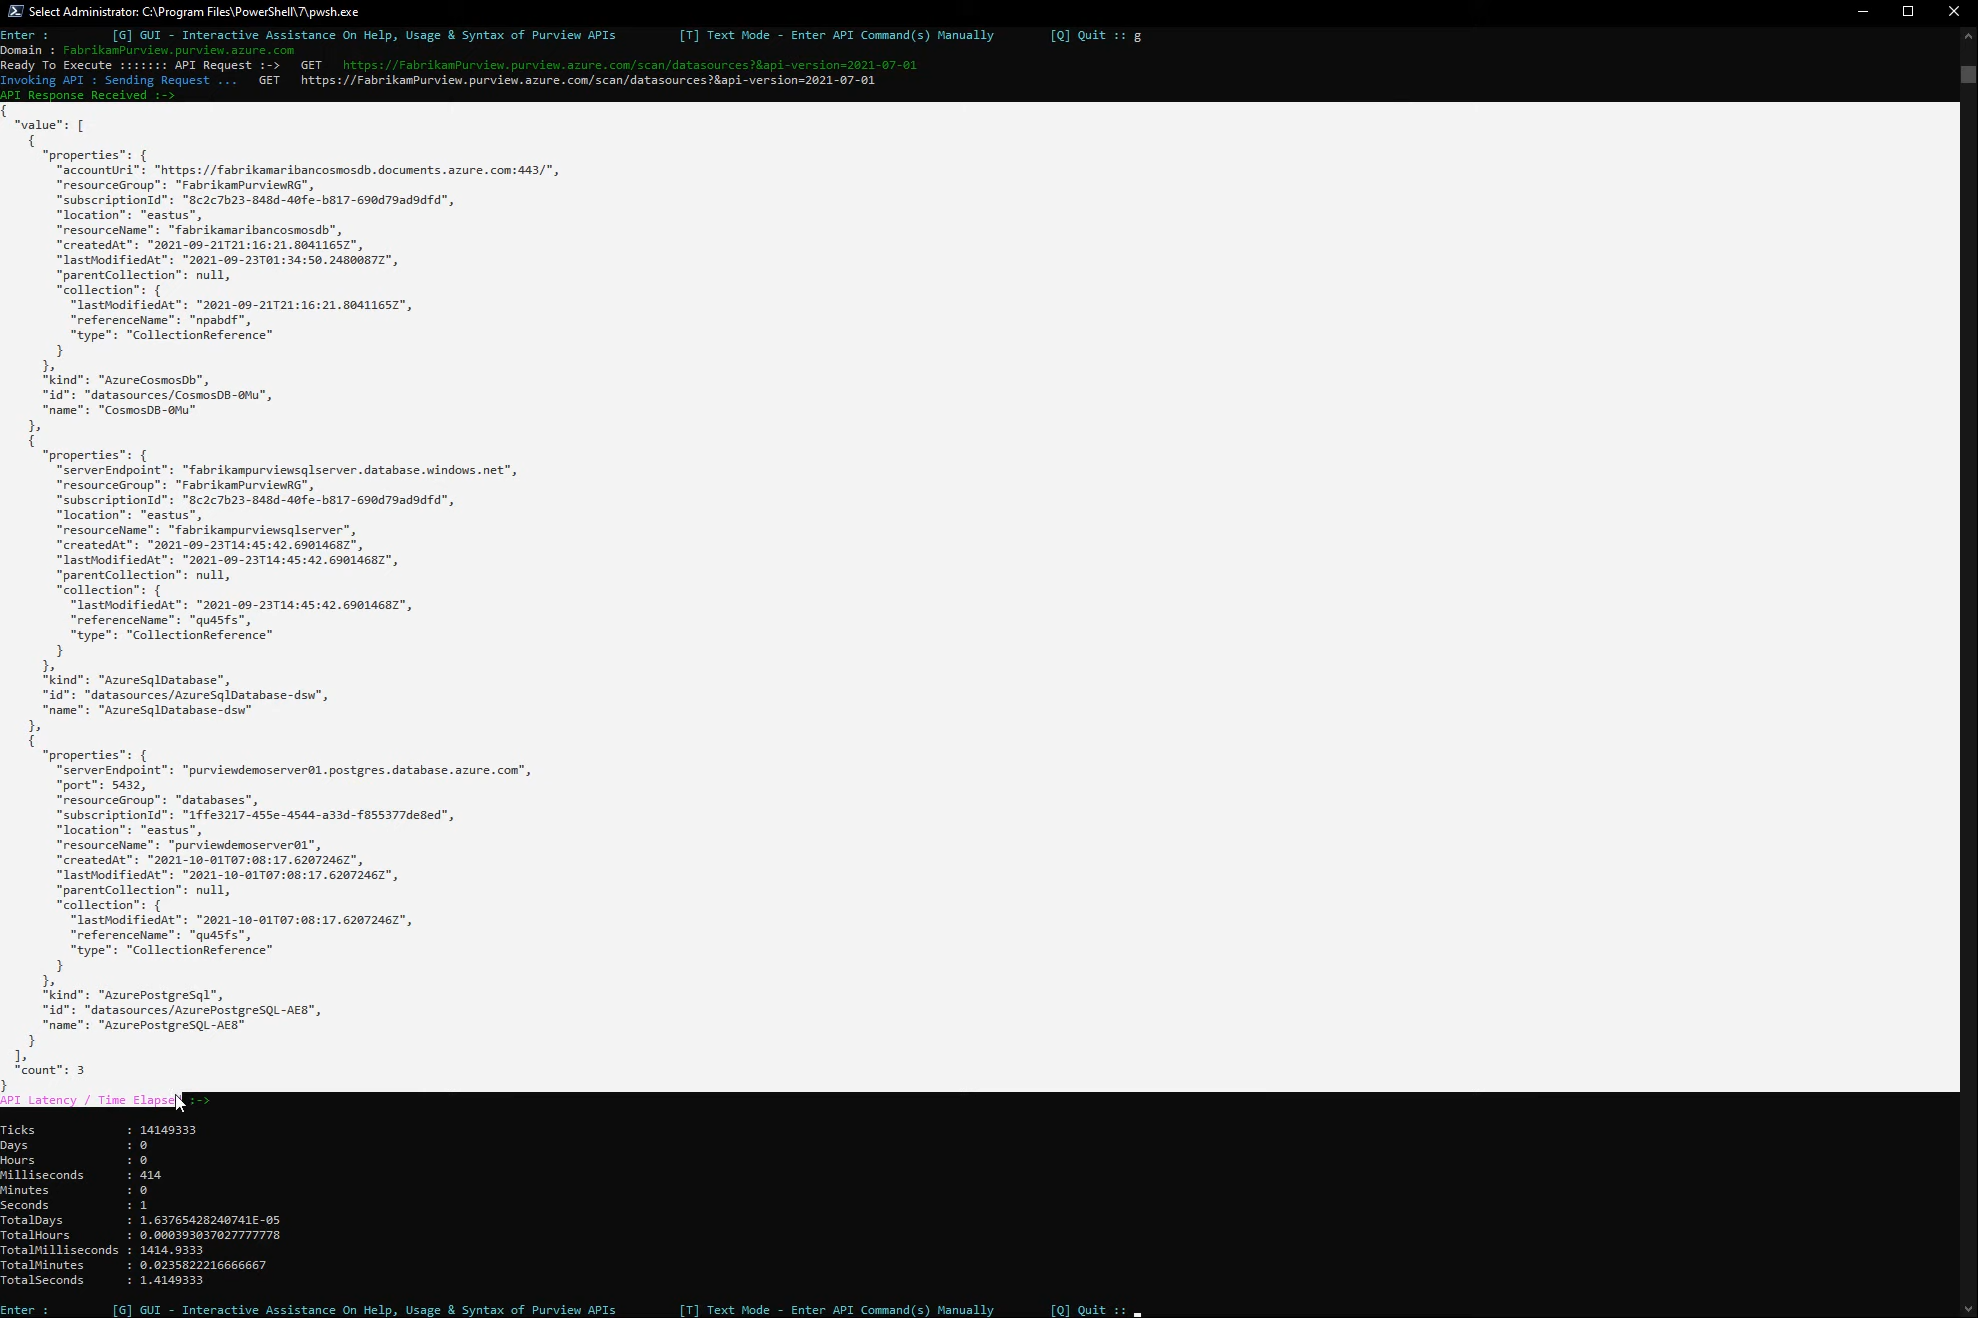 Select Administrator: C:\Program Files\PowerShell\7\pwsh.exe
Enter :         [G] GUI - Interactive Assistance On Help, Usage & Syntax of Purview APIs         [T] Text Mode - Enter API Command(s) Manually        [Q] Quit :: g
Domain : FabrikamPurview.purview.azure.com
Ready To Execute ::::::: API Request :->   GET   https://FabrikamPurview.purview.azure.com/scan/datasources?&api-version=2021-07-01
Invoking API : Sending Request ...   GET   https://FabrikamPurview.purview.azure.com/scan/datasources?&api-version=2021-07-01
API Response Received :->
{
  "value": [
    {
      "properties": {
        "accountUri": "https://fabrikamaribancosmosdb.documents.azure.com:443/",
        "resourceGroup": "FabrikamPurviewRG",
        "subscriptionId": "8c2c7b23-848d-40fe-b817-690d79ad9dfd",
        "location": "eastus",
        "resourceName": "fabrikamaribancosmosdb",
        "createdAt": "2021-09-21T21:16:21.8041165Z",
        "lastModifiedAt": "2021-09-23T01:34:50.2480087Z",
        "parentCollection": null,
        "collection": {
          "lastModifiedAt": "2021-09-21T21:16:21.8041165Z",
          "referenceName": "npabdf",
          "type": "CollectionReference"
        }
      },
      "kind": "AzureCosmosDb",
      "id": "datasources/CosmosDB-0Mu",
      "name": "CosmosDB-0Mu"
    },
    {
      "properties": {
        "serverEndpoint": "fabrikampurviewsqlserver.database.windows.net",
        "resourceGroup": "FabrikamPurviewRG",
        "subscriptionId": "8c2c7b23-848d-40fe-b817-690d79ad9dfd",
        "location": "eastus",
        "resourceName": "fabrikampurviewsqlserver",
        "createdAt": "2021-09-23T14:45:42.6901468Z",
        "lastModifiedAt": "2021-09-23T14:45:42.6901468Z",
        "parentCollection": null,
        "collection": {
          "lastModifiedAt": "2021-09-23T14:45:42.6901468Z",
          "referenceName": "qu45fs",
          "type": "CollectionReference"
        }
      },
      "kind": "AzureSqlDatabase",
      "id": "datasources/AzureSqlDatabase-dsw",
      "name": "AzureSqlDatabase-dsw"
    },
    {
      "properties": {
        "serverEndpoint": "purviewdemoserver01.postgres.database.azure.com",
        "port": 5432,
        "resourceGroup": "databases",
        "subscriptionId": "1ffe3217-455e-4544-a33d-f855377de8ed",
        "location": "eastus",
        "resourceName": "purviewdemoserver01",
        "createdAt": "2021-10-01T07:08:17.6207246Z",
        "lastModifiedAt": "2021-10-01T07:08:17.6207246Z",
        "parentCollection": null,
        "collection": {
          "lastModifiedAt": "2021-10-01T07:08:17.6207246Z",
          "referenceName": "qu45fs",
          "type": "CollectionReference"
        }
      },
      "kind": "AzurePostgreSql",
      "id": "datasources/AzurePostgreSQL-AE8",
      "name": "AzurePostgreSQL-AE8"
    }
  ],
  "count": 3
}
API Latency / Time Elapse :->
Ticks             : 14149333
Days              : 0
Hours             : 0
Milliseconds      : 414
Minutes           : 0
Seconds           : 1
TotalDays         : 1.63765428240741E-05
TotalHours        : 0.000393037027777778
TotalMilliseconds : 1414.9333
TotalMinutes      : 0.0235822216666667
TotalSeconds      : 1.4149333
Enter :         [G] GUI - Interactive Assistance On Help, Usage & Syntax of Purview APIs         [T] Text Mode - Enter API Command(s) Manually        [Q] Quit ::